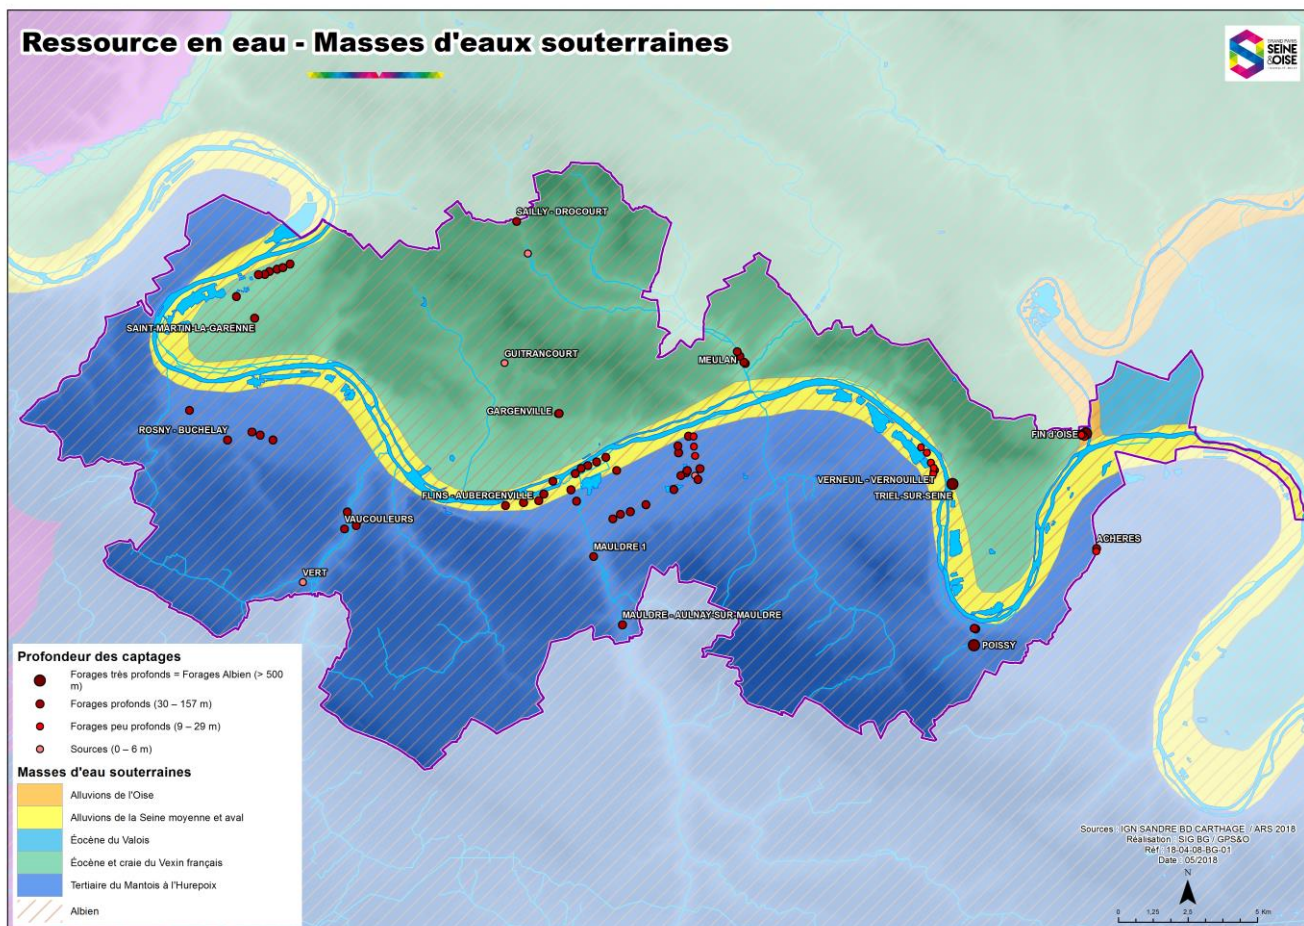 Ressource en eau - Masses d'eaux souterraines
SEINE
&OISE
SAILLY - DROCOURT
SAINT-MARTIN-LA-GARENNE
GUITRANCOURT
MEULAN
GARGENVILLE
ROSNY - BUCHELAY
FIN d'OISE
VERNEUIL - VERNOUILLET
TRIEL-SUR-SEINE
FLINS - AUBERGENVILLE
VAUCOULEURS
ACHERES
MAULDRE 1
VERT
MAULDRE - AULNAY-SUR-MAULDRE
POISSY
Profondeur des captages
Forages très profonds = Forages Albien (> 500
m)
Forages profonds (30 – 157 m)
Forages peu profonds (9 – 29 m)
Sources (0 – 6 m)
Masses d'eau souterraines
Alluvions de l'Oise
Alluvions de la Seine moyenne et aval
Éocène du Valois
Éocène et craie du Vexin français
Tertiaire du Mantois à l'Hurepoix
Albien
Sources : IGN SANDRE BD CARTHAGE / ARS 2018
Réalisation : SIG BG / GPS&O
Réf : 18-04-08-BG-01
Date : 05/2018
N
0 1,25 2,5 5 Km